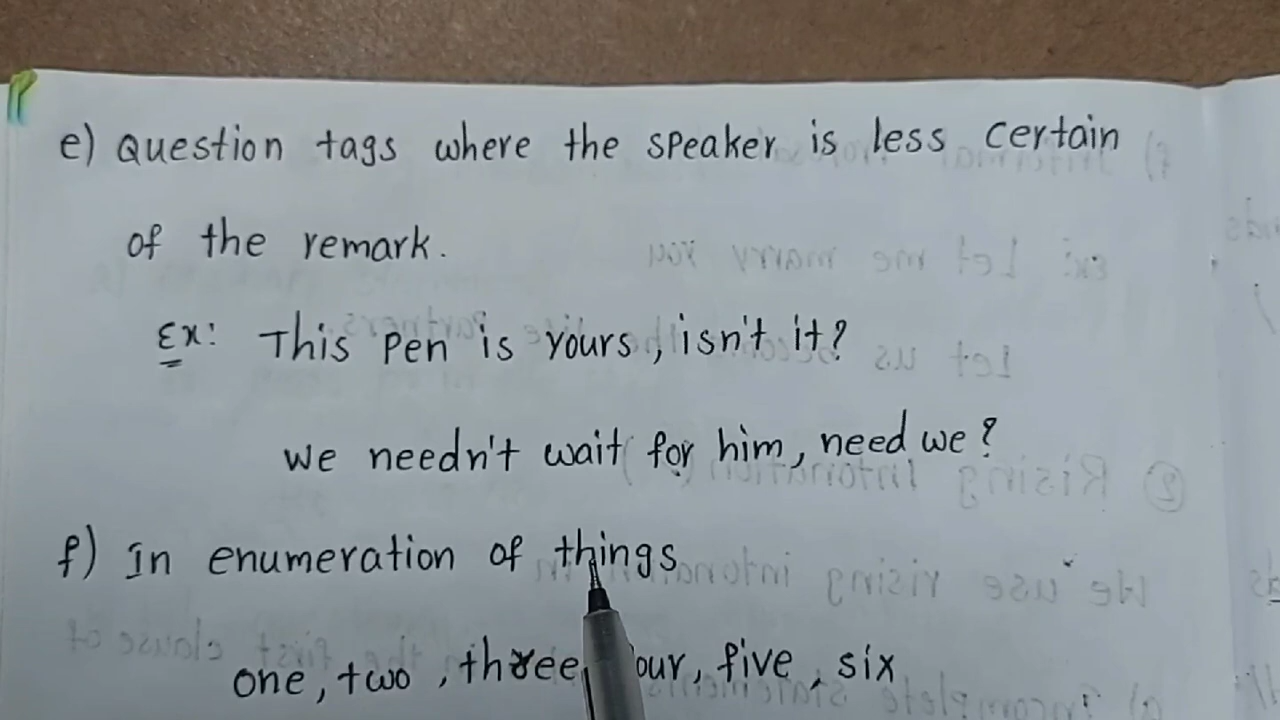 e) Question tags where the speaker is less certain
of the remark.
Ex: This pen is yours, isn't it?
we needn't wait for him, need we?
f) In enumeration of things
one, two, three, our, five, six